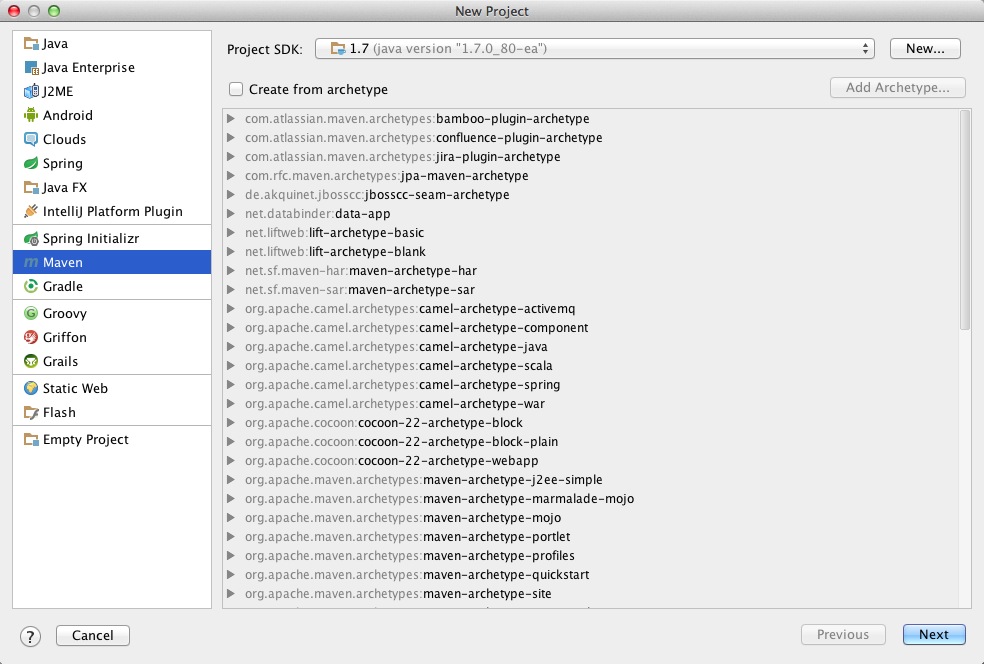 New Project
Java
Java Enterprise
J2ME
Android
Clouds
Spring
Java FX
IntelliJ Platform Plugin
Spring Initializr
m Maven
Gradle
G Groovy
Griffon
Grails
Static Web
Flash
Empty Project
Project SDK: 1.7 (java version "1.7.0_80-ea") New...
Create from archetype Add Archetype...
com.atlassian.maven.archetypes:bamboo-plugin-archetype
com.atlassian.maven.archetypes:confluence-plugin-archetype
com.atlassian.maven.archetypes:jira-plugin-archetype
com.rfc.maven.archetypes:jpa-maven-archetype
de.akquinet.jbosscc:jbosscc-seam-archetype
net.databinder:data-app
net.liftweb:lift-archetype-basic
net.liftweb:lift-archetype-blank
net.sf.maven-har:maven-archetype-har
net.sf.maven-sar:maven-archetype-sar
org.apache.camel.archetypes:camel-archetype-activemq
org.apache.camel.archetypes:camel-archetype-component
org.apache.camel.archetypes:camel-archetype-java
org.apache.camel.archetypes:camel-archetype-scala
org.apache.camel.archetypes:camel-archetype-spring
org.apache.camel.archetypes:camel-archetype-war
org.apache.cocoon:cocoon-22-archetype-block
org.apache.cocoon:cocoon-22-archetype-block-plain
org.apache.cocoon:cocoon-22-archetype-webapp
org.apache.maven.archetypes:maven-archetype-j2ee-simple
org.apache.maven.archetypes:maven-archetype-marmalade-mojo
org.apache.maven.archetypes:maven-archetype-mojo
org.apache.maven.archetypes:maven-archetype-portlet
org.apache.maven.archetypes:maven-archetype-profiles
org.apache.maven.archetypes:maven-archetype-quickstart
org.apache.maven.archetypes:maven-archetype-site
? Cancel Previous Next